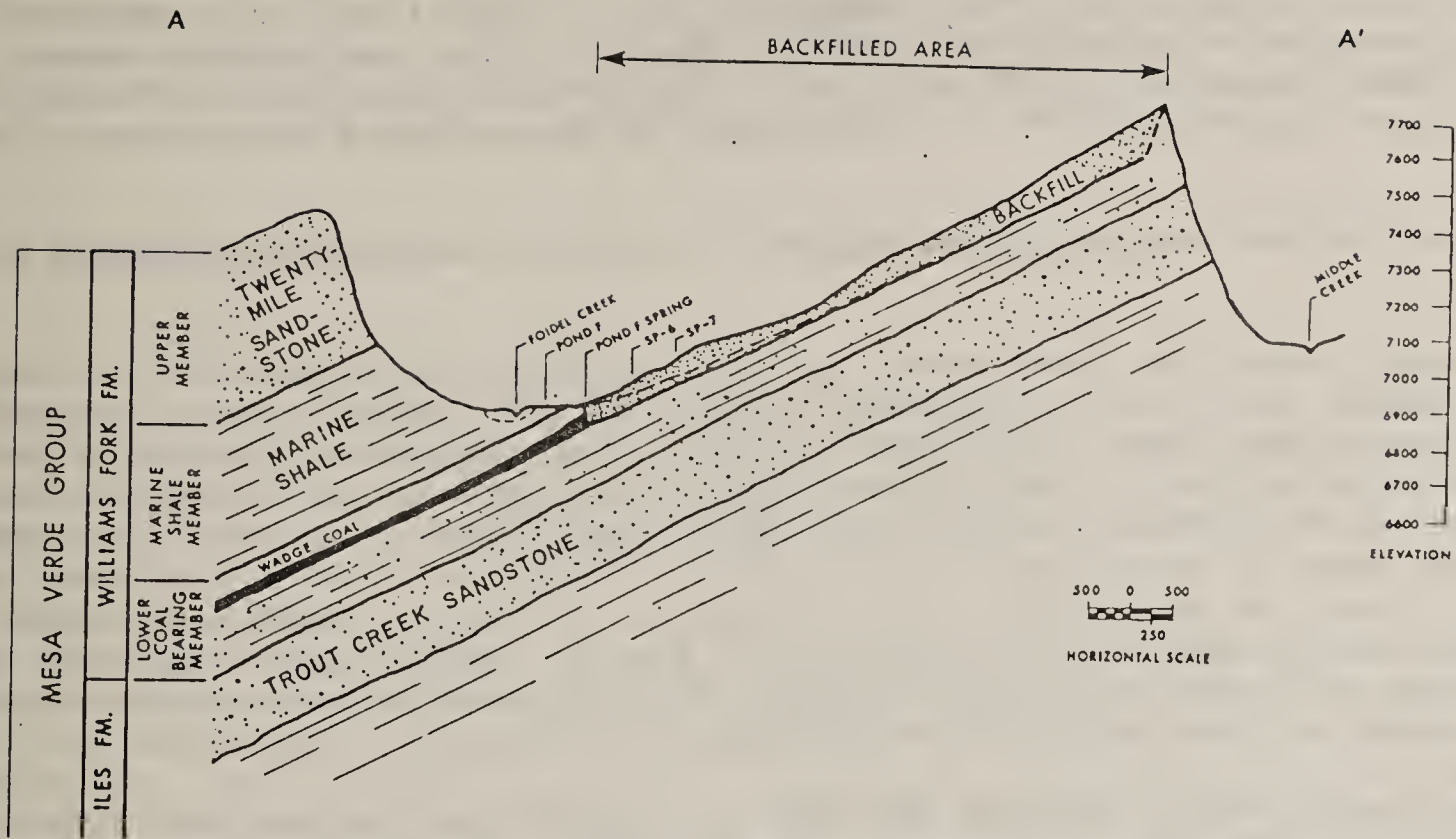 A
BACKFILLED AREA
A'
7700
7600
7500
7400
7300
7200
7100
7000
6900
6800
6700
6600
ELEVATION
BACKFILL
MIDDLE
CREEK
TWENTY-
MILE
SAND-
STONE
FOIDEL CREEK
POND F
POND F SPRING
SP-6
SP-7
MARINE
SHALE
WADGE COAL
TROUT CREEK SANDSTONE
MESA VERDE GROUP
WILLIAMS FORK FM.
ILES FM.
UPPER
MEMBER
MARINE
SHALE
MEMBER
LOWER
COAL
BEARING
MEMBER
500 0 500
250
HORIZONTAL SCALE